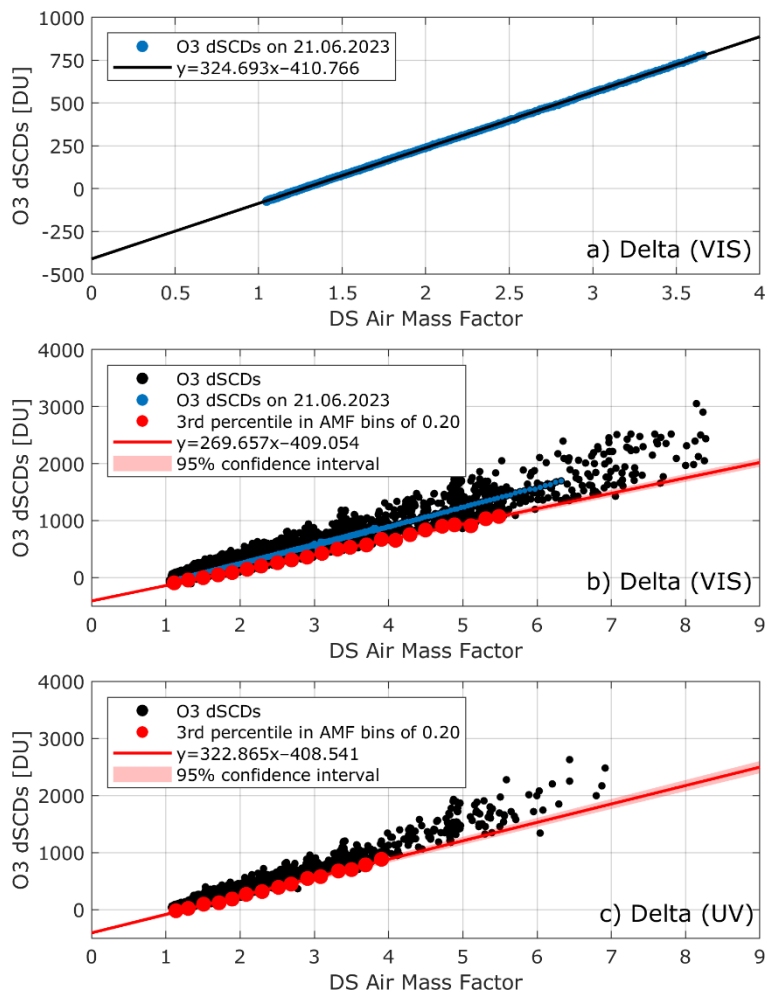 1000
750
500
250
0
-250
-500
O3 dSCDs [DU]
O3 dSCDs on 21.06.2023
y=324.693x−410.766
a) Delta (VIS)
0 0.5 1 1.5 2 2.5 3 3.5 4
DS Air Mass Factor
4000
3000
2000
1000
0
O3 dSCDs [DU]
O3 dSCDs
O3 dSCDs on 21.06.2023
3rd percentile in AMF bins of 0.20
y=269.657x−409.054
95% confidence interval
b) Delta (VIS)
0 1 2 3 4 5 6 7 8 9
DS Air Mass Factor
4000
3000
2000
1000
0
O3 dSCDs [DU]
O3 dSCDs
3rd percentile in AMF bins of 0.20
y=322.865x−408.541
95% confidence interval
c) Delta (UV)
0 1 2 3 4 5 6 7 8 9
DS Air Mass Factor